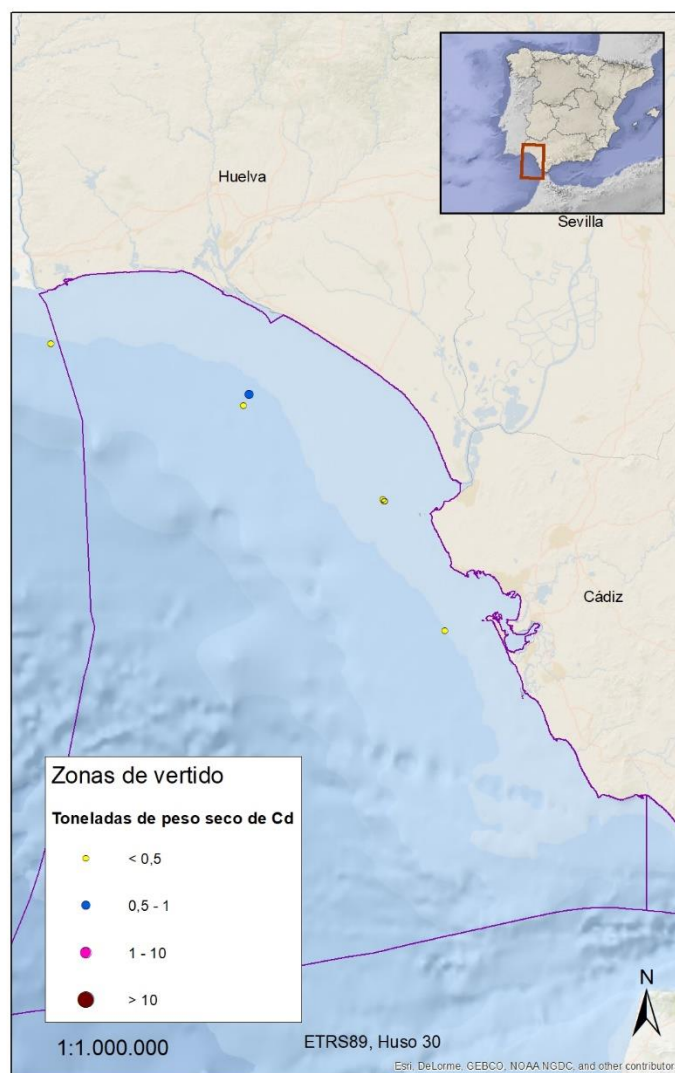 Huelva
Sevilla
Cádiz
Zonas de vertido
Toneladas de peso seco de Cd
< 0,5
0,5 - 1
1 - 10
> 10
N
1:1.000.000
ETRS89, Huso 30
Esri, DeLorme, GEBCO, NOAA NGDC, and other contributor